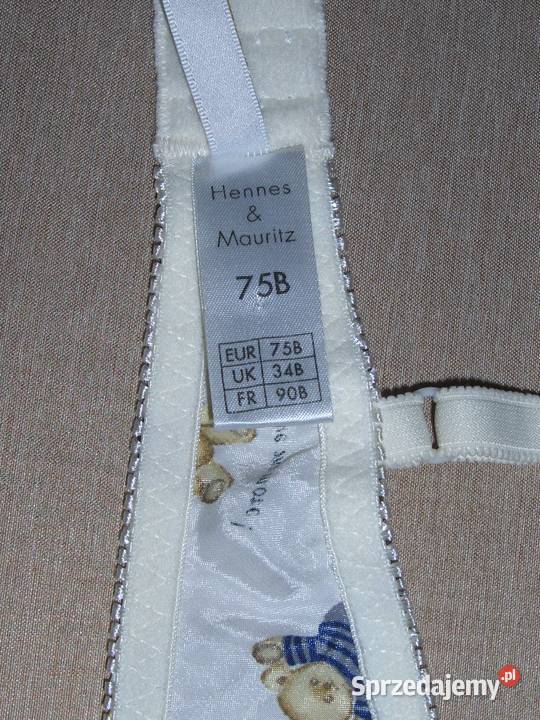 Hennes
&
Mauritz
75B
EUR 75B
UK 34B
FR 90B
Sprzedajemy.pl